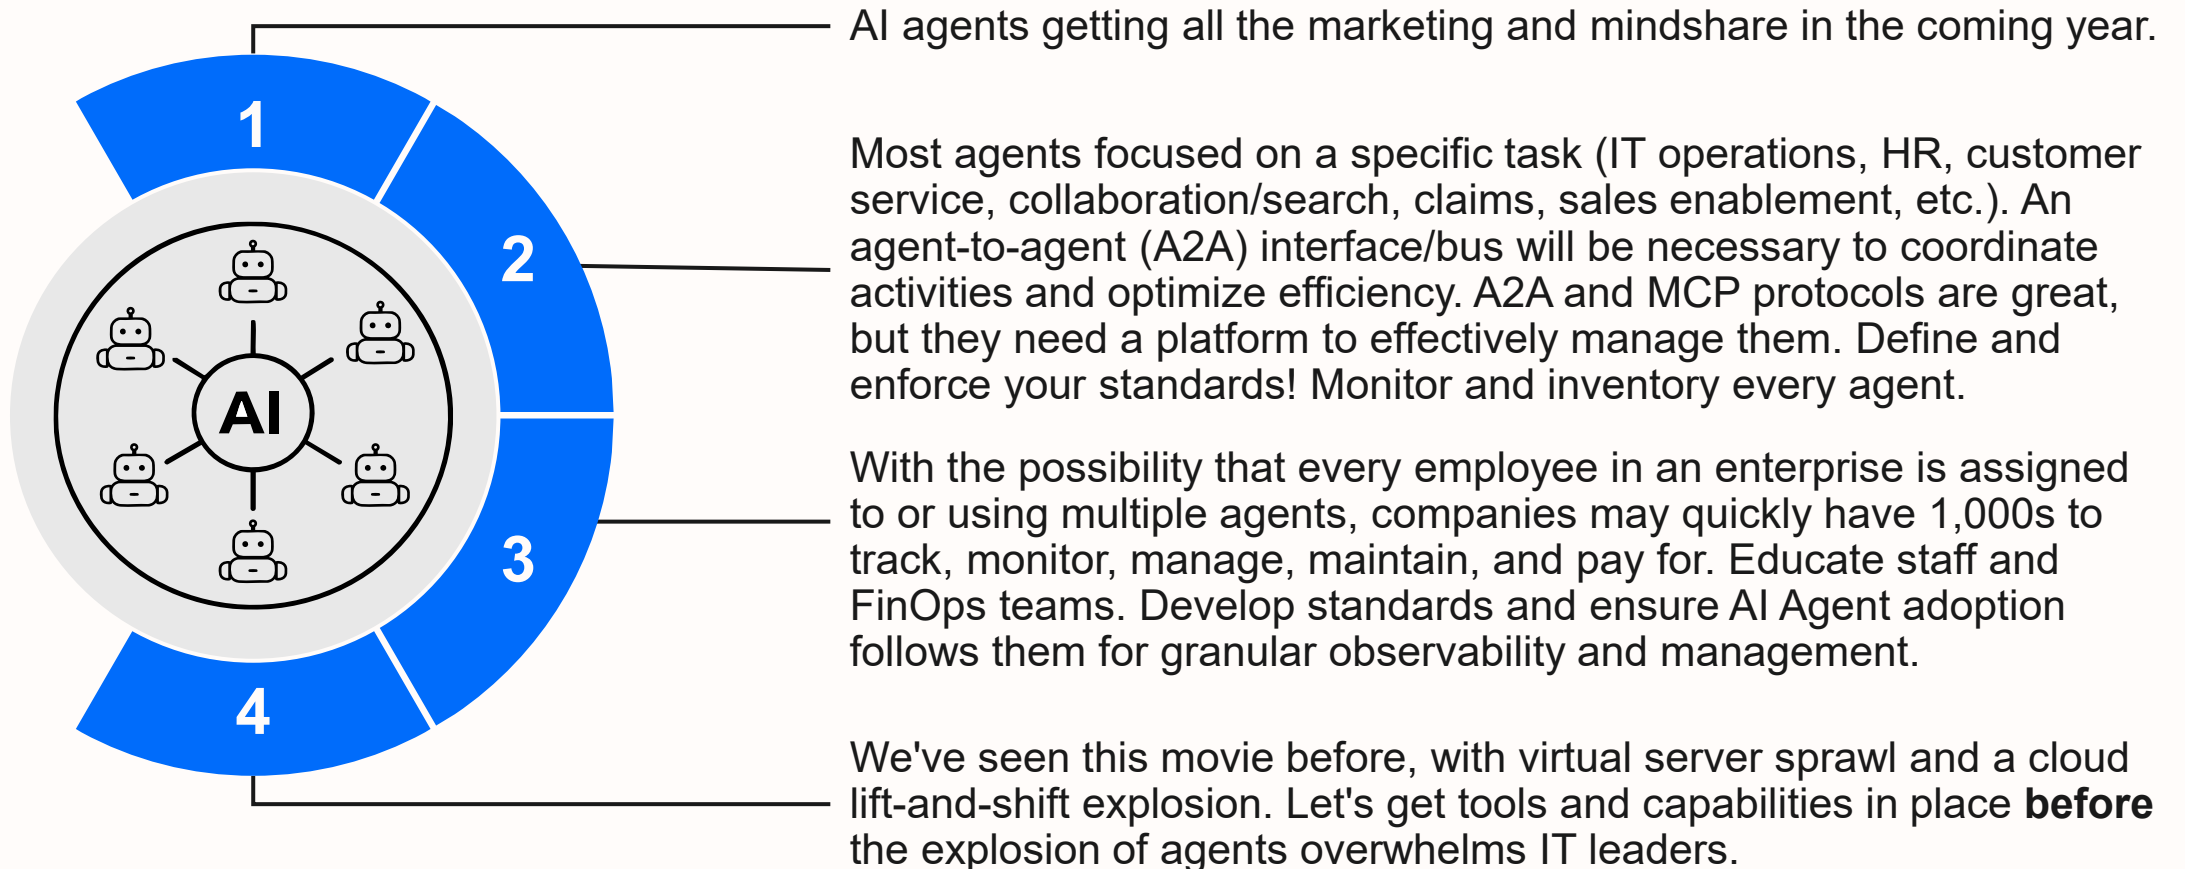 AI agents getting all the marketing and mindshare in the coming year.
1
Most agents focused on a specific task (IT operations, HR, customer
service, collaboration/search, claims, sales enablement, etc.). An
agent-to-agent (A2A) interface/bus will be necessary to coordinate
activities and optimize efficiency. A2A and MCP protocols are great,
but they need a platform to effectively manage them. Define and
enforce your standards! Monitor and inventory every agent.
2
AI
With the possibility that every employee in an enterprise is assigned
to or using multiple agents, companies may quickly have 1,000s to
track, monitor, manage, maintain, and pay for. Educate staff and
FinOps teams. Develop standards and ensure AI Agent adoption
follows them for granular observability and management.
3
4
We've seen this movie before, with virtual server sprawl and a cloud
lift-and-shift explosion. Let's get tools and capabilities in place before
the explosion of agents overwhelms IT leaders.